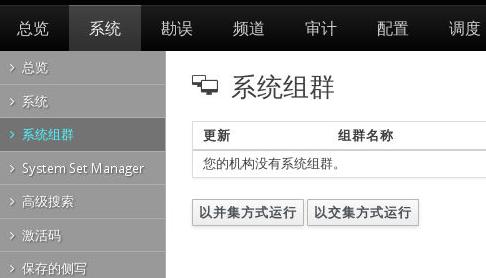 总览 系统 勘误 频道 审计 配置 调度
总览
系统
系统组群
System Set Manager
高级搜索
激活码
保存的侧写
系统组群
更新 组群名称
您的机构没有系统组群。
以并集方式运行 以交集方式运行